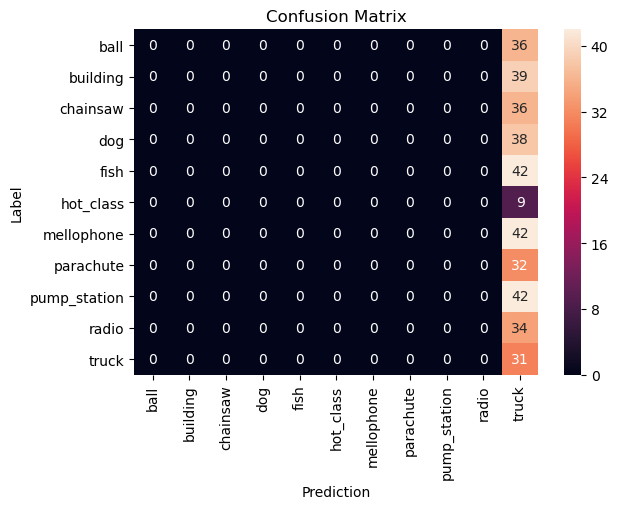 Confusion Matrix
Label
ball 0 0 0 0 0 0 0 0 0 0 36
building 0 0 0 0 0 0 0 0 0 0 39
chainsaw 0 0 0 0 0 0 0 0 0 0 36
dog 0 0 0 0 0 0 0 0 0 0 38
fish 0 0 0 0 0 0 0 0 0 0 42
hot_class 0 0 0 0 0 0 0 0 0 0 9
mellophone 0 0 0 0 0 0 0 0 0 0 42
parachute 0 0 0 0 0 0 0 0 0 0 32
pump_station 0 0 0 0 0 0 0 0 0 0 42
radio 0 0 0 0 0 0 0 0 0 0 34
truck 0 0 0 0 0 0 0 0 0 0 31
ball building chainsaw dog fish hot_class mellophone parachute pump_station radio truck
Prediction
40
32
24
16
8
0